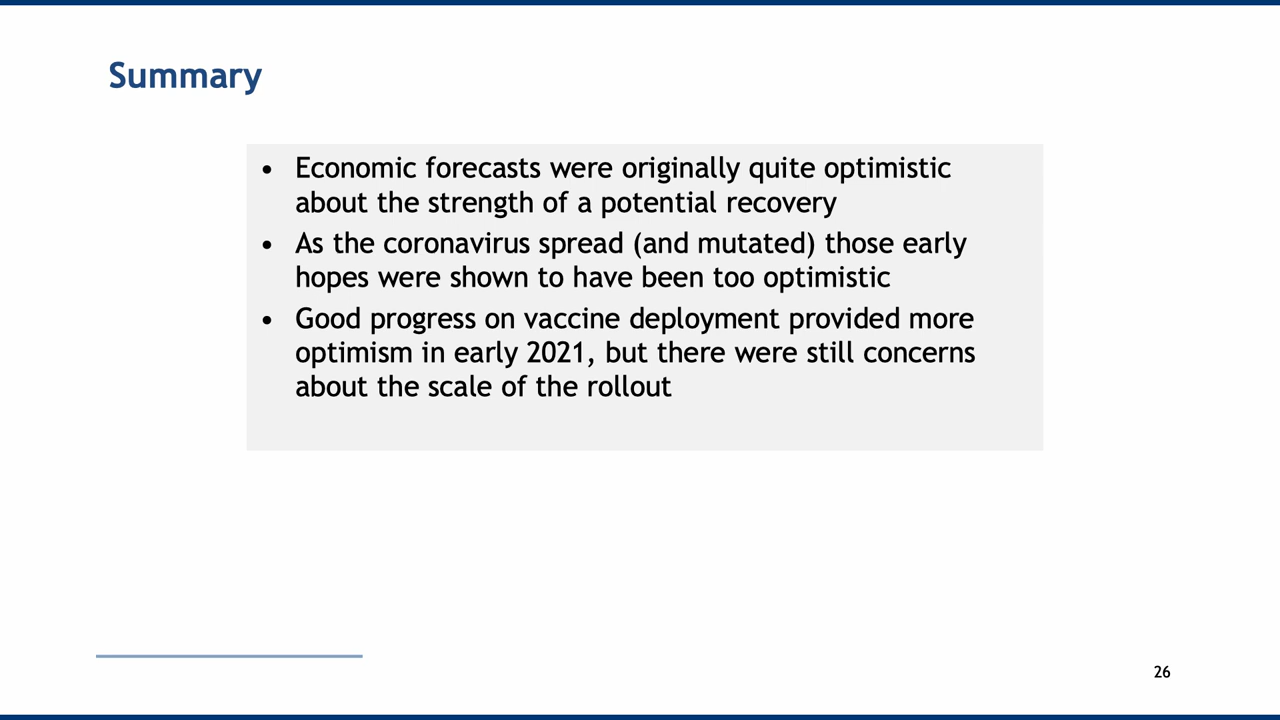 Summary
• Economic forecasts were originally quite optimistic
about the strength of a potential recovery
• As the coronavirus spread (and mutated) those early
hopes were shown to have been too optimistic
• Good progress on vaccine deployment provided more
optimism in early 2021, but there were still concerns
about the scale of the rollout
26